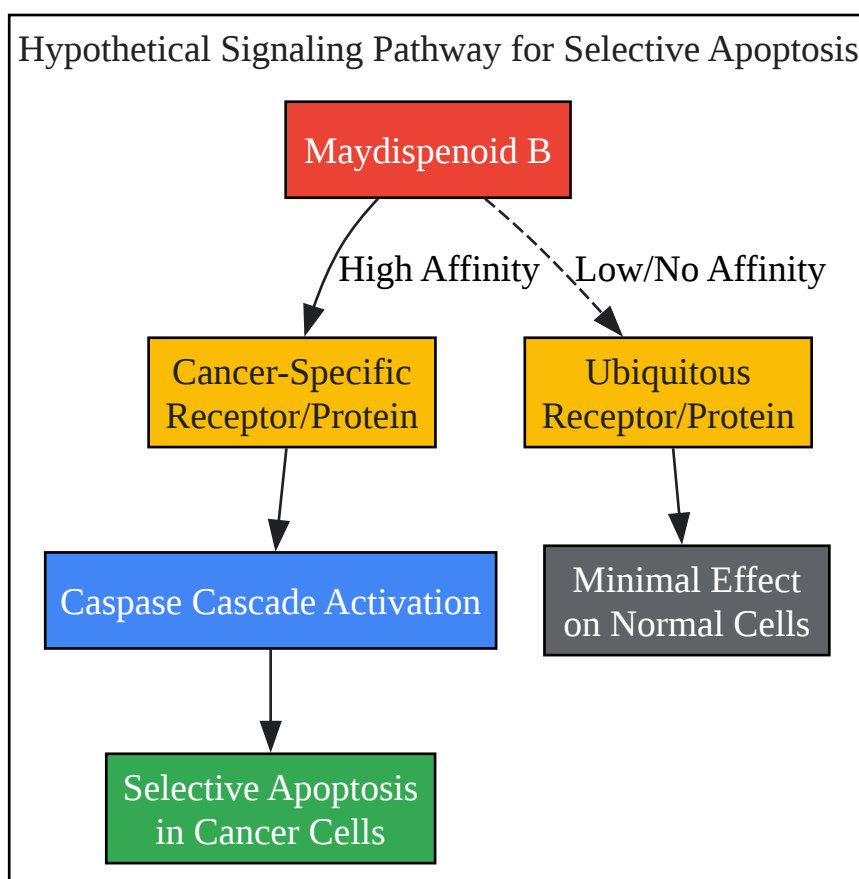 Hypothetical Signaling Pathway for Selective Apoptosis
Maydispenoid B
High Affinity
Low/No Affinity
Cancer-Specific
Receptor/Protein
Ubiquitous
Receptor/Protein
Caspase Cascade Activation
Minimal Effect
on Normal Cells
Selective Apoptosis
in Cancer Cells